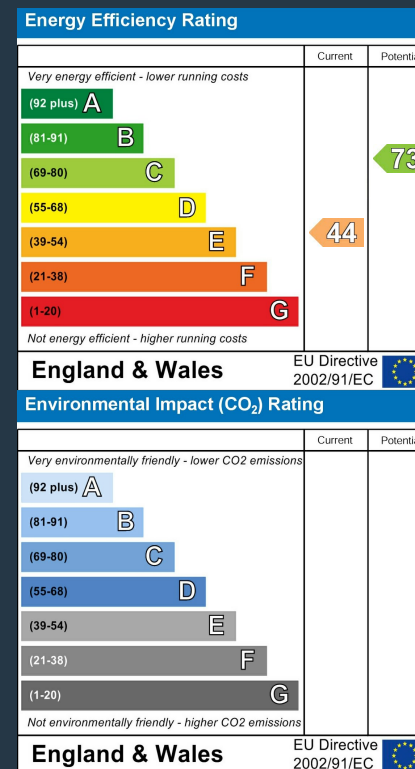 Energy Efficiency Rating
Current Potentia
Very energy efficient - lower running costs
(92 plus) A
(81-91) B
(69-80) C
73
(55-68) D
(39-54) E
44
(21-38) F
(1-20) G
Not energy efficient - higher running costs
England & Wales
EU Directive
2002/91/EC
Environmental Impact (CO₂) Rating
Current Potentia
Very environmentally friendly - lower CO2 emissions
(92 plus) A
(81-91) B
(69-80) C
(55-68) D
(39-54) E
(21-38) F
(1-20) G
Not environmentally friendly - higher CO2 emissions
England & Wales
EU Directive
2002/91/EC